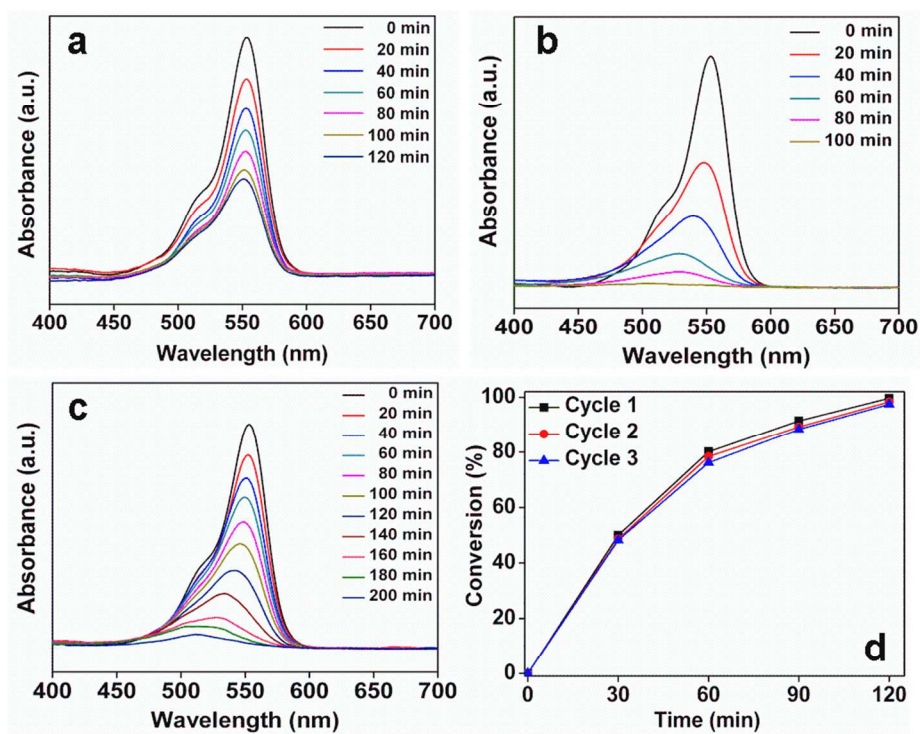 a
0 min
20 min
40 min
60 min
80 min
100 min
120 min
Absorbance (a.u.)
400 450 500 550 600 650 700
Wavelength (nm)
b
0 min
20 min
40 min
60 min
80 min
100 min
Absorbance (a.u.)
400 450 500 550 600 650 700
Wavelength (nm)
c
0 min
20 min
40 min
60 min
80 min
100 min
120 min
140 min
160 min
180 min
200 min
Absorbance (a.u.)
400 450 500 550 600 650 700
Wavelength (nm)
100
80
60
40
20
0
Conversion (%)
Cycle 1
Cycle 2
Cycle 3
d
0 30 60 90 120
Time (min)